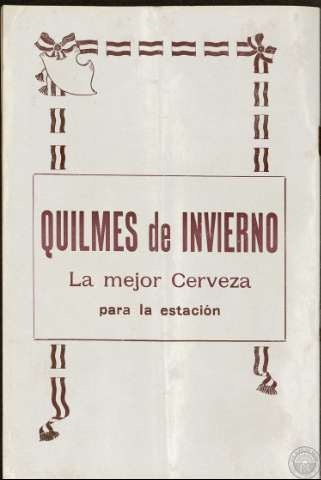 QUILMES de INVIERNO
La mejor Cerveza
para la estación